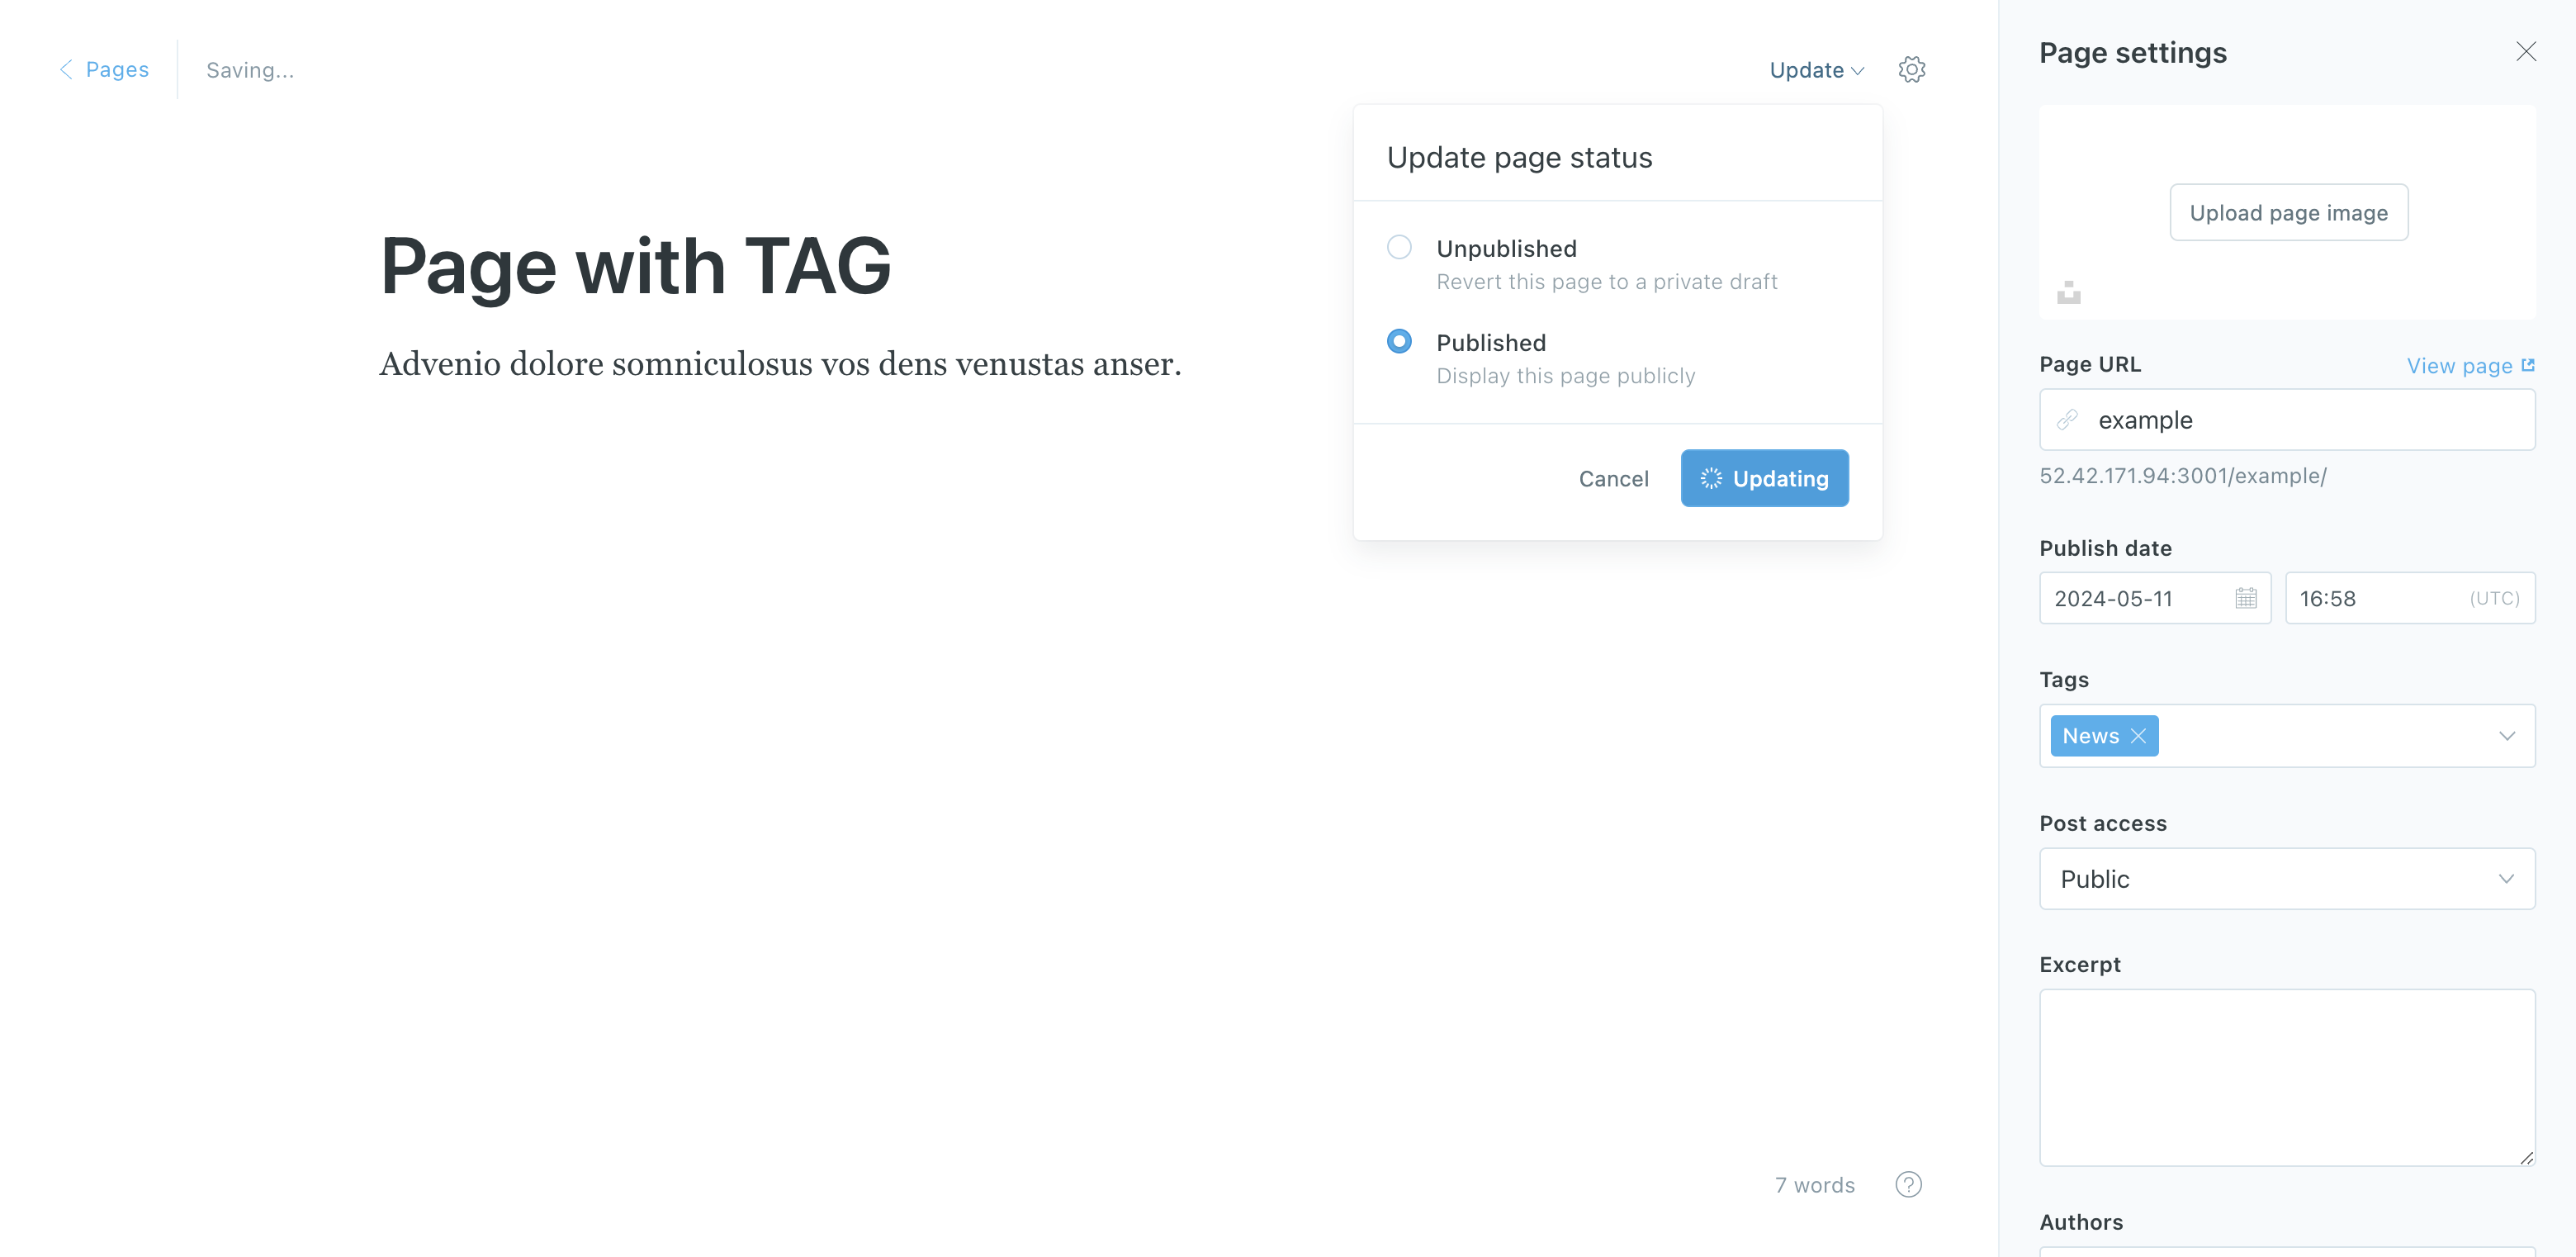 Pages
Saving...
Update
Page with TAG
Advenio dolore somniculosus vos dens venustas anser.
Update page status
Unpublished
Revert this page to a private draft
Published
Display this page publicly
Cancel
Updating
7 words
?
Page settings
Upload page image
Page URL
View page
example
52.42.171.94:3001/example/
Publish date
2024-05-11
16:58
(UTC)
Tags
News
Post access
Public
Excerpt
Authors